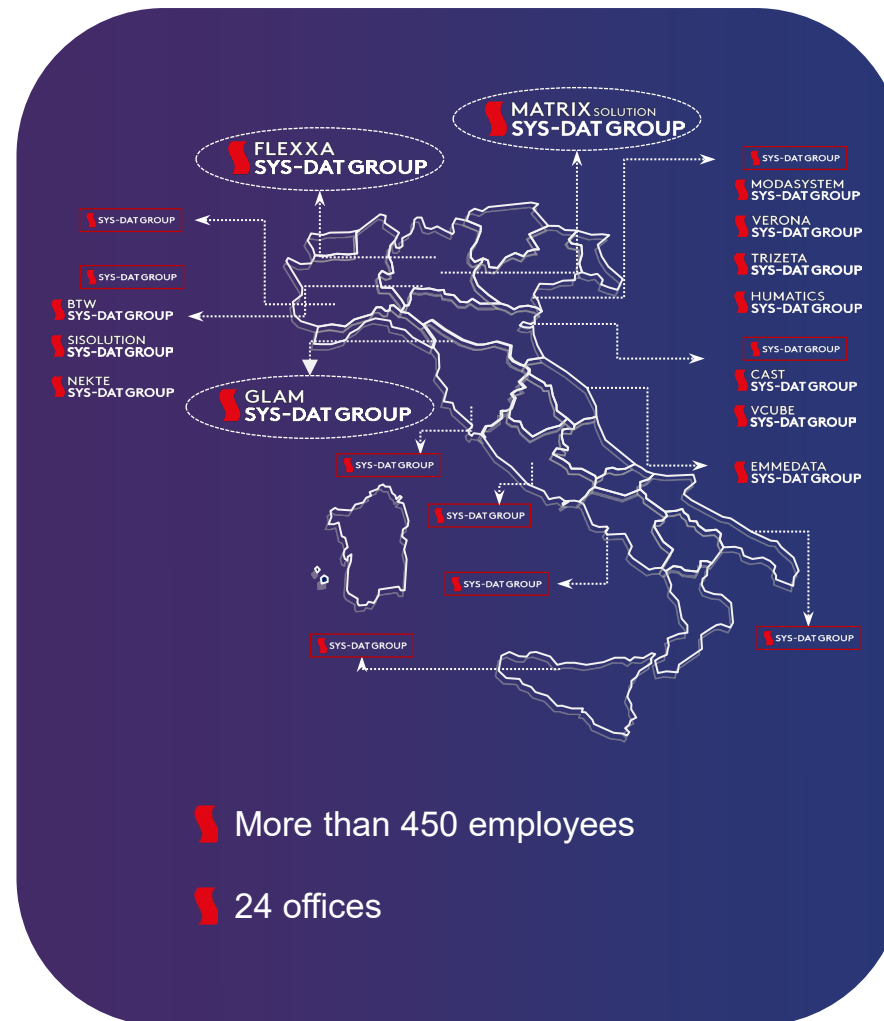 MATRIX SOLUTION
SYS-DAT GROUP
FLEXXA
SYS-DAT GROUP
SYS-DAT GROUP
SYS-DAT GROUP
BTW
SYS-DAT GROUP
SISOLUTION
SYS-DAT GROUP
NEKTE
SYS-DAT GROUP
GLAM
SYS-DAT GROUP
SYS-DAT GROUP
MODASYSTEM
SYS-DAT GROUP
VERONA
SYS-DAT GROUP
TRIZETA
SYS-DAT GROUP
HUMATICS
SYS-DAT GROUP
SYS-DAT GROUP
CAST
SYS-DAT GROUP
VCUBE
SYS-DAT GROUP
EMMEDATA
SYS-DAT GROUP
SYS-DAT GROUP
SYS-DAT GROUP
SYS-DAT GROUP
SYS-DAT GROUP
SYS-DAT GROUP
More than 450 employees
24 offices